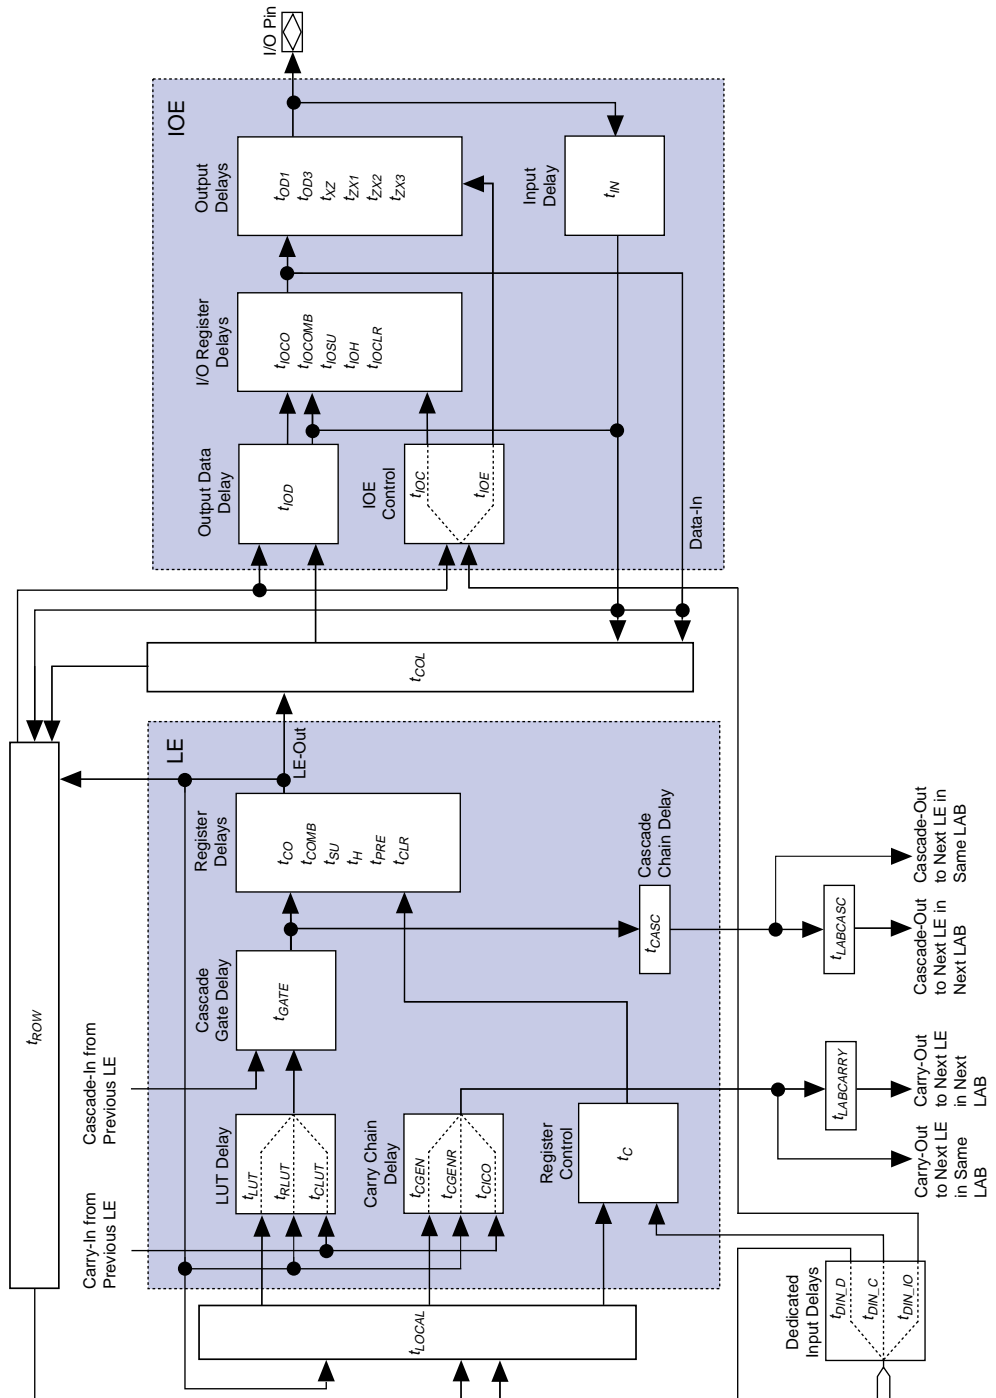 I/O Pin
IOE
Output
Delays
tOD1
tOD3
tXZ
tZX1
tZX2
tZX3
Input
Delay
tIN
I/O Register
Delays
tIOCO
tIOCOMB
tIOSU
tIOH
tIOCLR
Output Data
Delay
tIOD
IOE
Control
tIOC
tIOE
Data-In
tCOL
tROW
LE
LE-Out
Register
Delays
tCO
tCOMB
tSU
tH
tPRE
tCLR
Cascade
Chain Delay
tCASC
Cascade
Gate Delay
tGATE
Cascade-In from
Previous LE
Carry-In from
Previous LE
LUT Delay
tLUT
tRLUT
tCLUT
Carry Chain
Delay
tCGEN
tCGENR
tCICO
Register
Control
tC
tLOCAL
Dedicated
Input Delays
tDIN_D
tDIN_C
tDIN_IO
tLABCASC
tLABCARRY
Cascade-Out
to Next LE in
Same LAB
Cascade-Out
to Next LE in
Next LAB
Carry-Out
to Next LE
in Next
LAB
Carry-Out
to Next LE
in Same
LAB